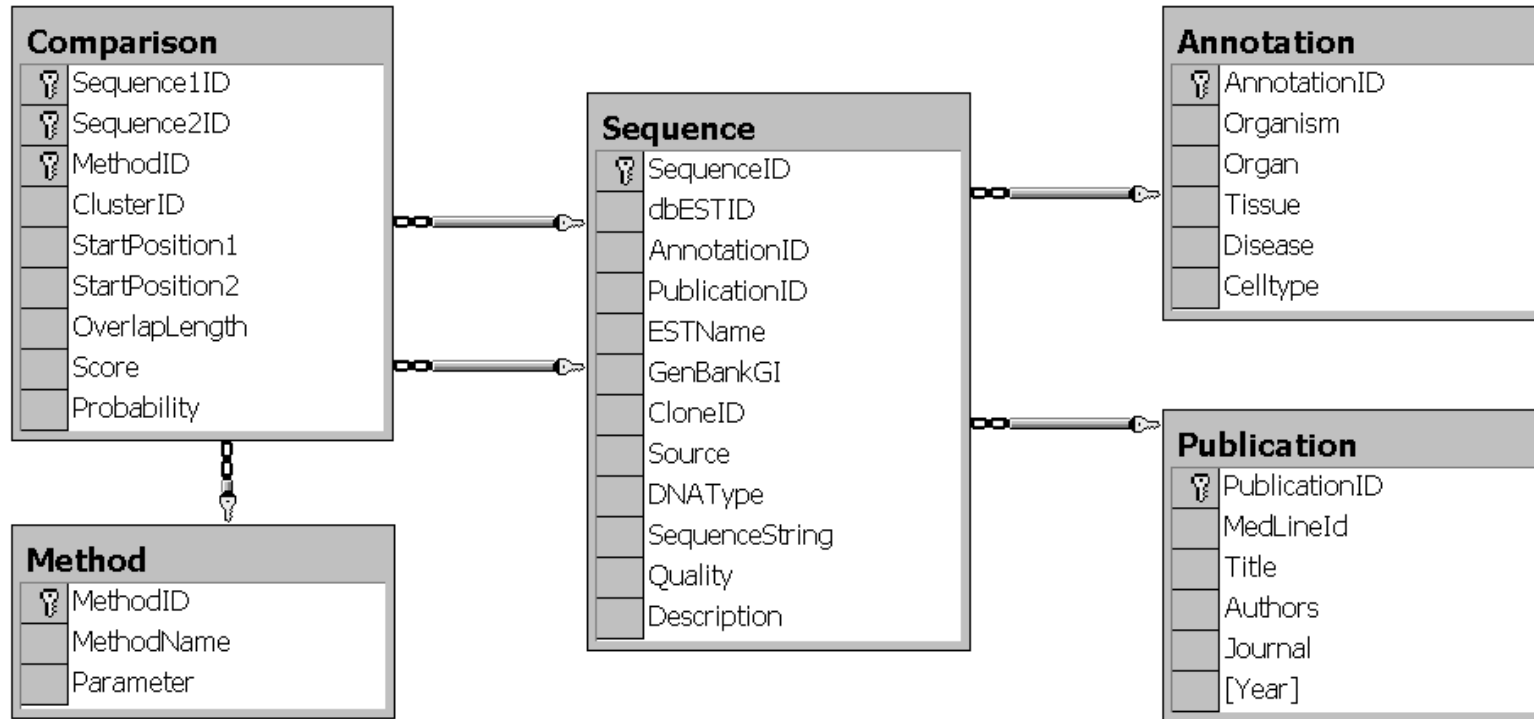 Comparison
Sequence1ID
Sequence2ID
MethodID
ClusterID
StartPosition1
StartPosition2
OverlapLength
Score
Probability
Method
MethodID
MethodName
Parameter
Sequence
SequenceID
dbESTID
AnnotationID
PublicationID
ESTName
GenBankGI
CloneID
Source
DNAType
SequenceString
Quality
Description
Annotation
AnnotationID
Organism
Organ
Tissue
Disease
Celltype
Publication
PublicationID
MedLineId
Title
Authors
Journal
[Year]